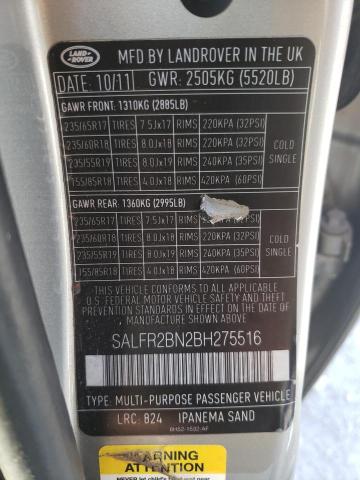 LAND ROVER
MFD BY LANDROVER IN THE UK
DATE: 10/11 GWR: 2505KG (5520LB)
GAWR FRONT: 1310KG (2885LB)
235/65R17 TIRES 7.5Jx17 RIMS 220KPA (32PSI)
235/60R18 TIRES 8.0Jx18 RIMS 220KPA (32PSI) COLD
235/55R19 TIRES 8.0Jx19 RIMS 240KPA (35PSI) SINGLE
155/85R18 TIRES 4.0Jx18 RIMS 420KPA (60PSI)
GAWR REAR: 1360KG (2995LB)
235/65R17 TIRES 7.5Jx17 RIMS (32PSI)
235/60R18 TIRES 8.0Jx18 RIMS 220KPA (32PSI) COLD
235/55R19 TIRES 8.0Jx19 RIMS 240KPA (35PSI) SINGLE
155/85R18 TIRES 4.0Jx18 RIMS 420KPA (60PSI)
THIS VEHICLE CONFORMS TO ALL APPLICABLE
U.S. FEDERAL MOTOR VEHICLE SAFETY AND THEFT
PREVENTION STANDARDS IN EFFECT ON THE DATE OF
MANUFACTURE SHOWN ABOVE.
SALFR2BN2BH275516
TYPE: MULTI-PURPOSE PASSENGER VEHICLE
LRC: 824 IPANEMA SAND
6H52-1532-AF
WARNING
ATTENTION